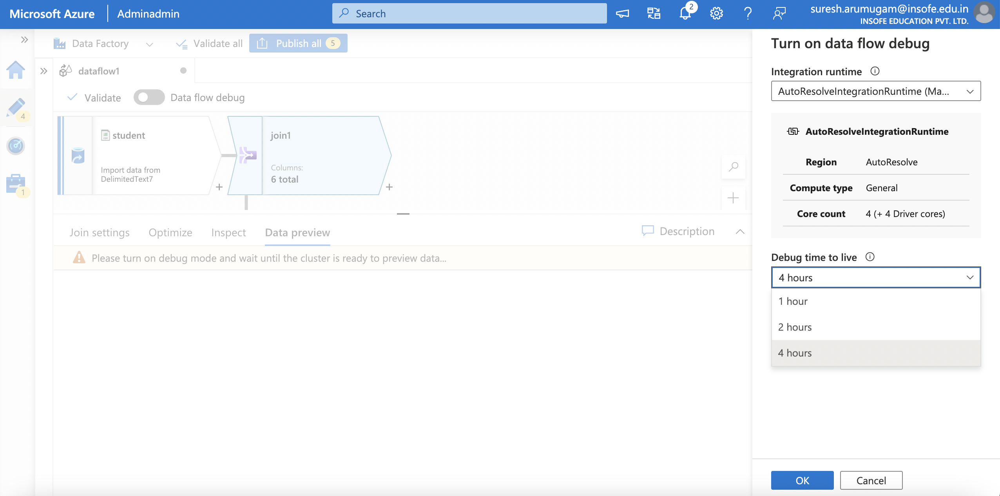 Microsoft Azure
Adminadmin
Search
2
suresh.arumugam@insofe.edu.in
INSOFE EDUCATION PVT. LTD.
Data Factory
Validate all
Publish all 5
dataflow1
Validate
Data flow debug
4
1
student
CSV
Import data from
DelimitedText7
join1
Columns:
6 total
Join settings
Optimize
Inspect
Data preview
Description
Please turn on debug mode and wait until the cluster is ready to preview data...
Turn on data flow debug
Integration runtime
AutoResolveIntegrationRuntime (Ma...
AutoResolveIntegrationRuntime
Region AutoResolve
Compute type General
Core count 4 (+ 4 Driver cores)
Debug time to live
4 hours
1 hour
2 hours
4 hours
OK
Cancel